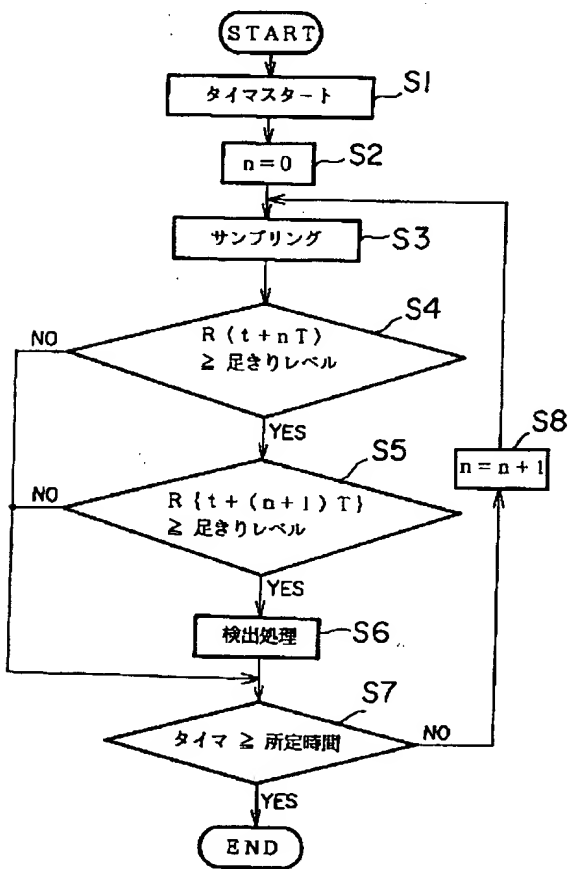 START
タイマスタート
S1
n=0
S2
サンプリング
S3
S4
R(t+nT)
≧ 足きりレベル
NO
YES
S8
n=n+1
S5
R{t+(n+1)T}
≧ 足きりレベル
NO
YES
検出処理
S6
S7
タイマ ≧ 所定時間
NO
YES
END